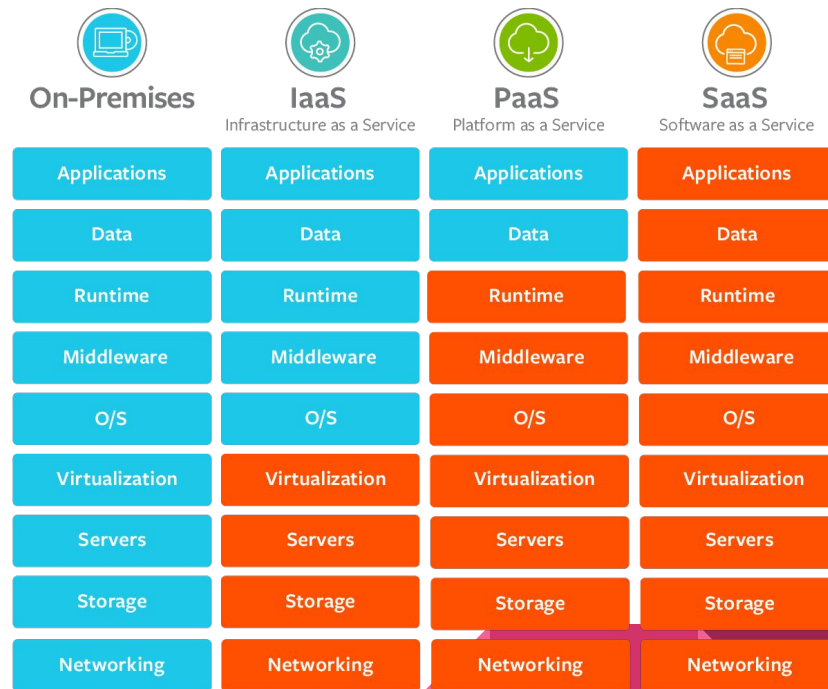 On-Premises
IaaS
PaaS
SaaS
Infrastructure as a Service
Platform as a Service
Software as a Service
Applications
Applications
Applications
Applications
Data
Data
Data
Data
Runtime
Runtime
Runtime
Runtime
Middleware
Middleware
Middleware
Middleware
O/S
O/S
O/S
O/S
Virtualization
Virtualization
Virtualization
Virtualization
Servers
Servers
Servers
Servers
Storage
Storage
Storage
Storage
Networking
Networking
Networking
Networking